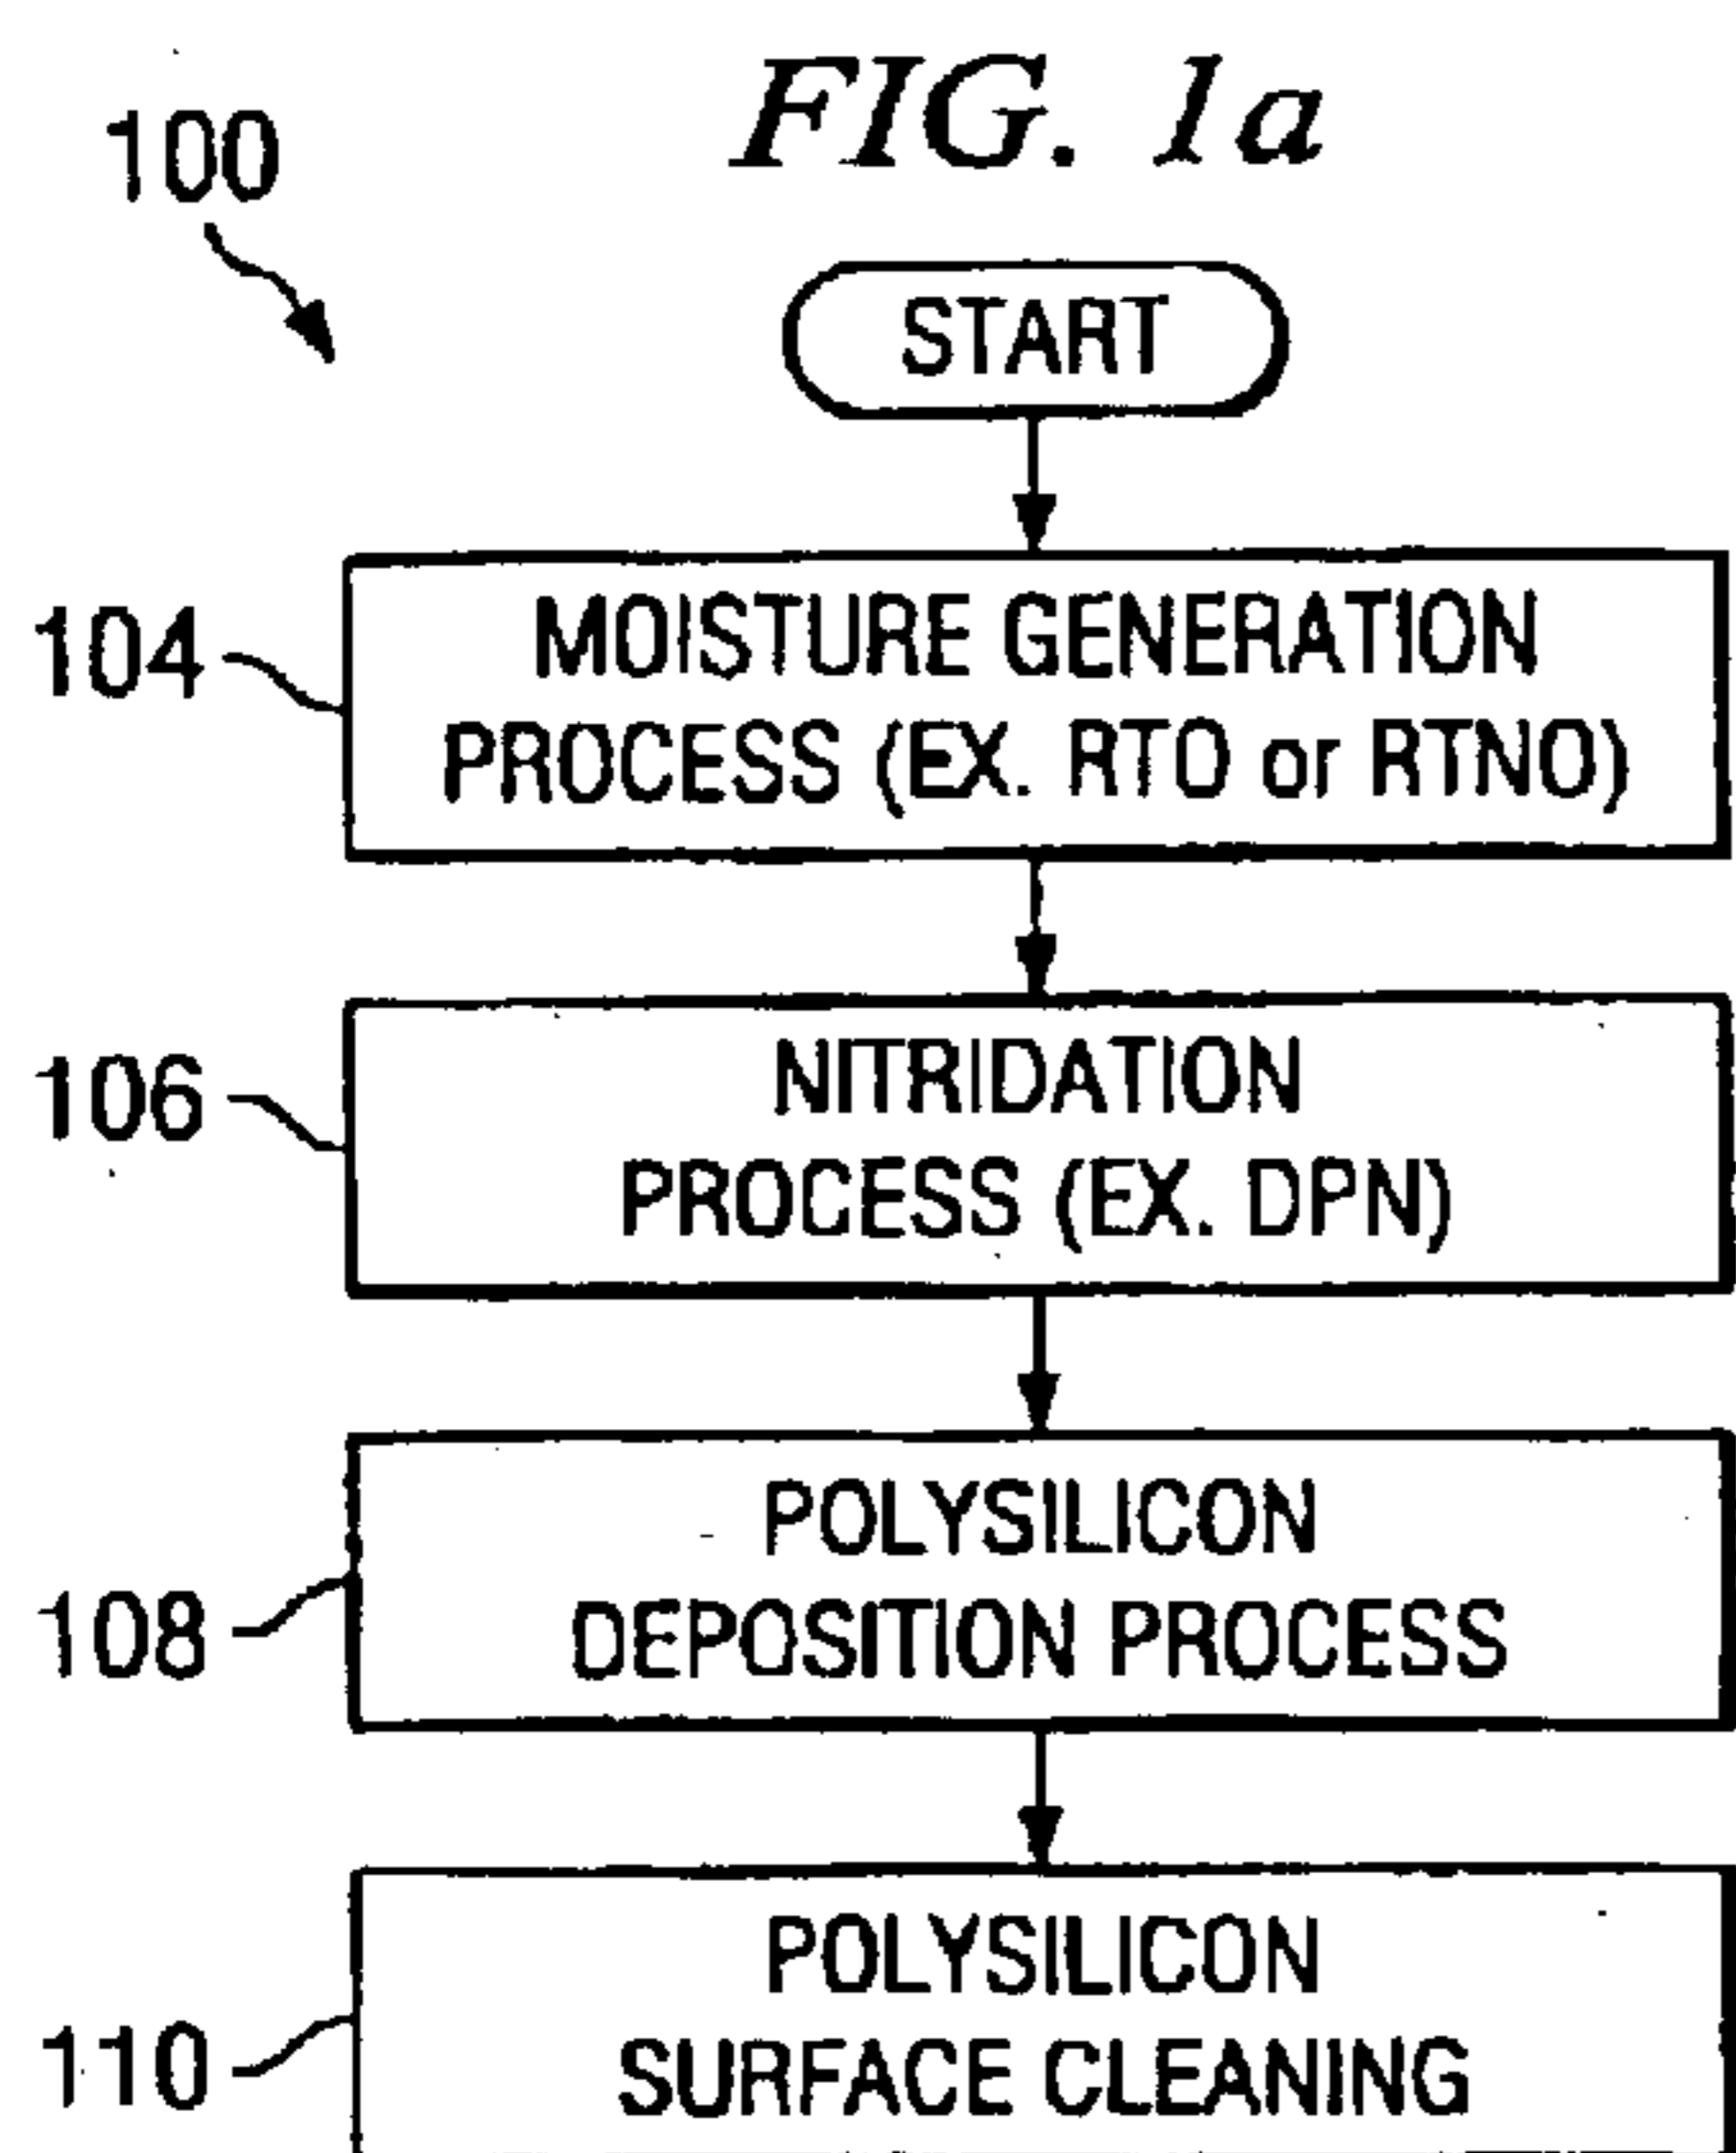 FIG. 1a
100
START
104
MOISTURE GENERATION
PROCESS (EX. RTO or RTNO)
106
NITRIDATION
PROCESS (EX. DPN)
108
POLYSILICON
DEPOSITION PROCESS
110
POLYSILICON
SURFACE CLEANING